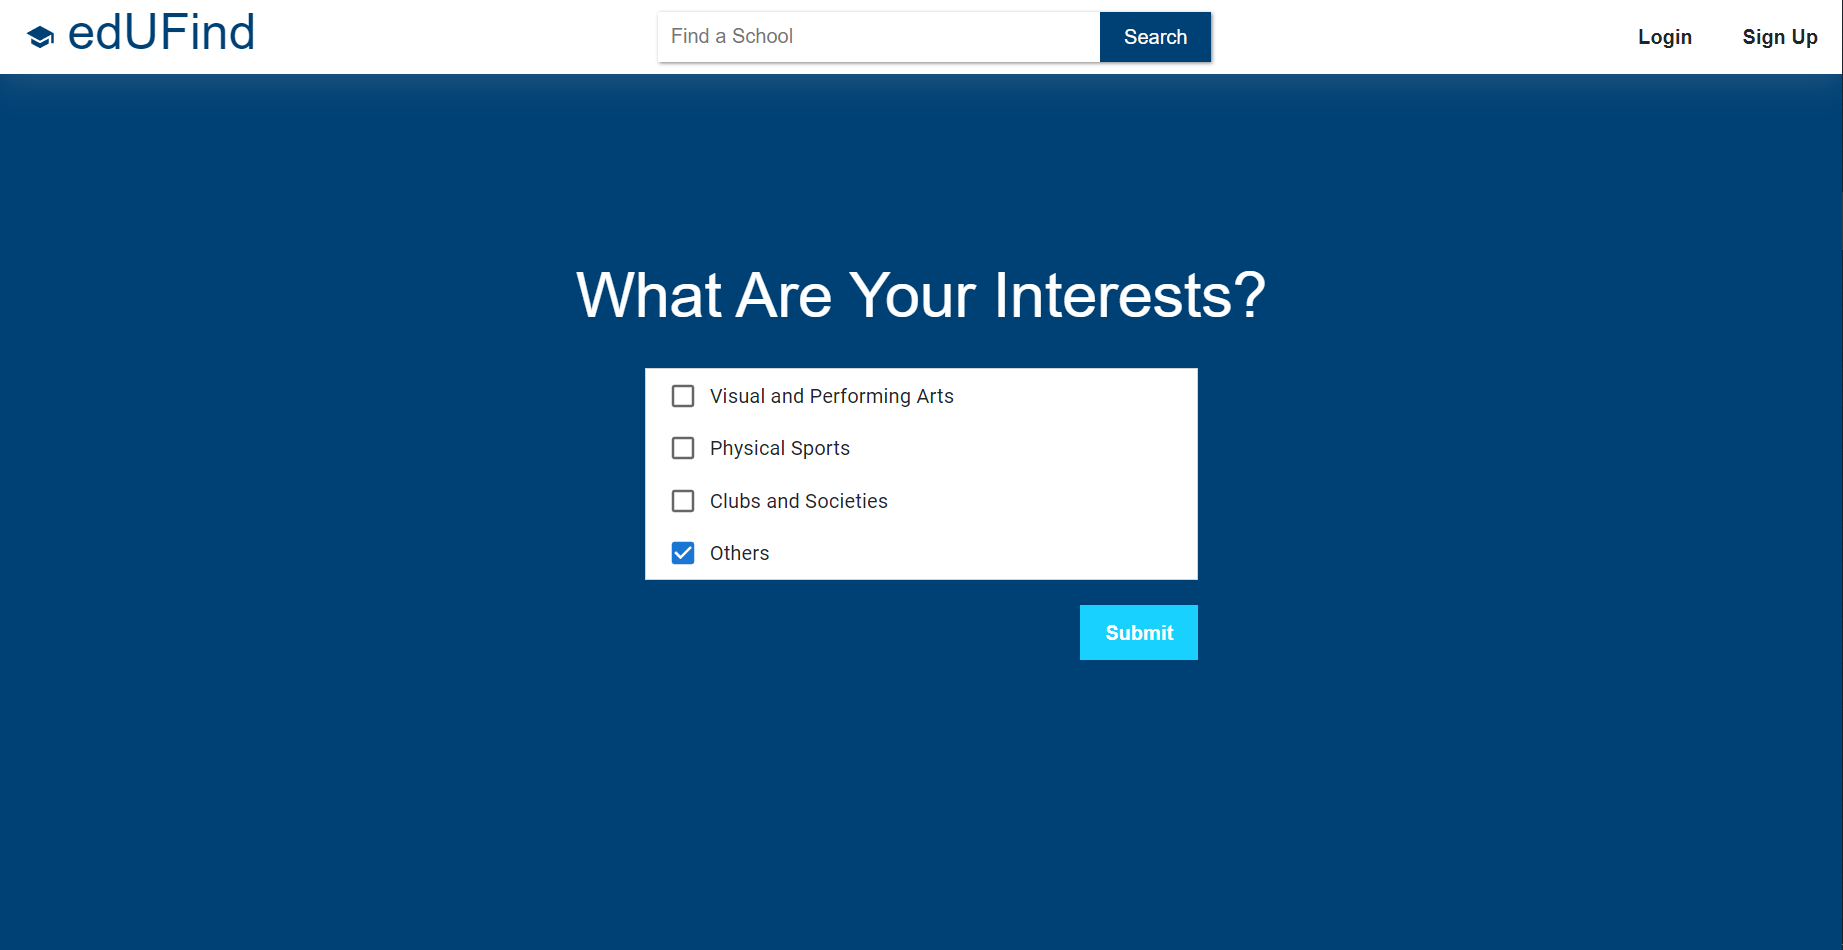 edUFind
Find a School
Search
Login
Sign Up
What Are Your Interests?
Visual and Performing Arts
Physical Sports
Clubs and Societies
Others
Submit